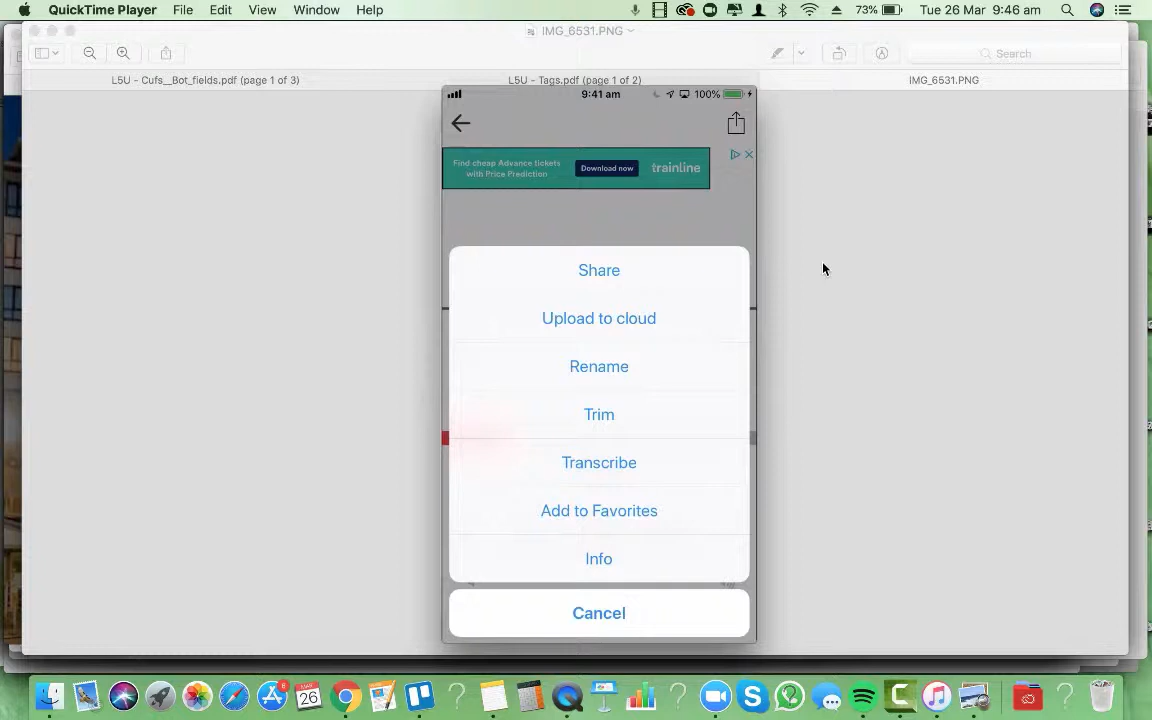 QuickTime Player File Edit View Window Help 73% Tue 26 Mar 9:46 am
IMG_6531.PNG
Search
L5U - Cufs__Bot_fields.pdf (page 1 of 3) L5U - Tags.pdf (page 1 of 2) IMG_6531.PNG
9:41 am 100%
Find cheap Advance tickets
with Price Prediction
Download now
trainline
Share
Upload to cloud
Rename
Trim
Transcribe
Add to Favorites
Info
Cancel
MAR
26